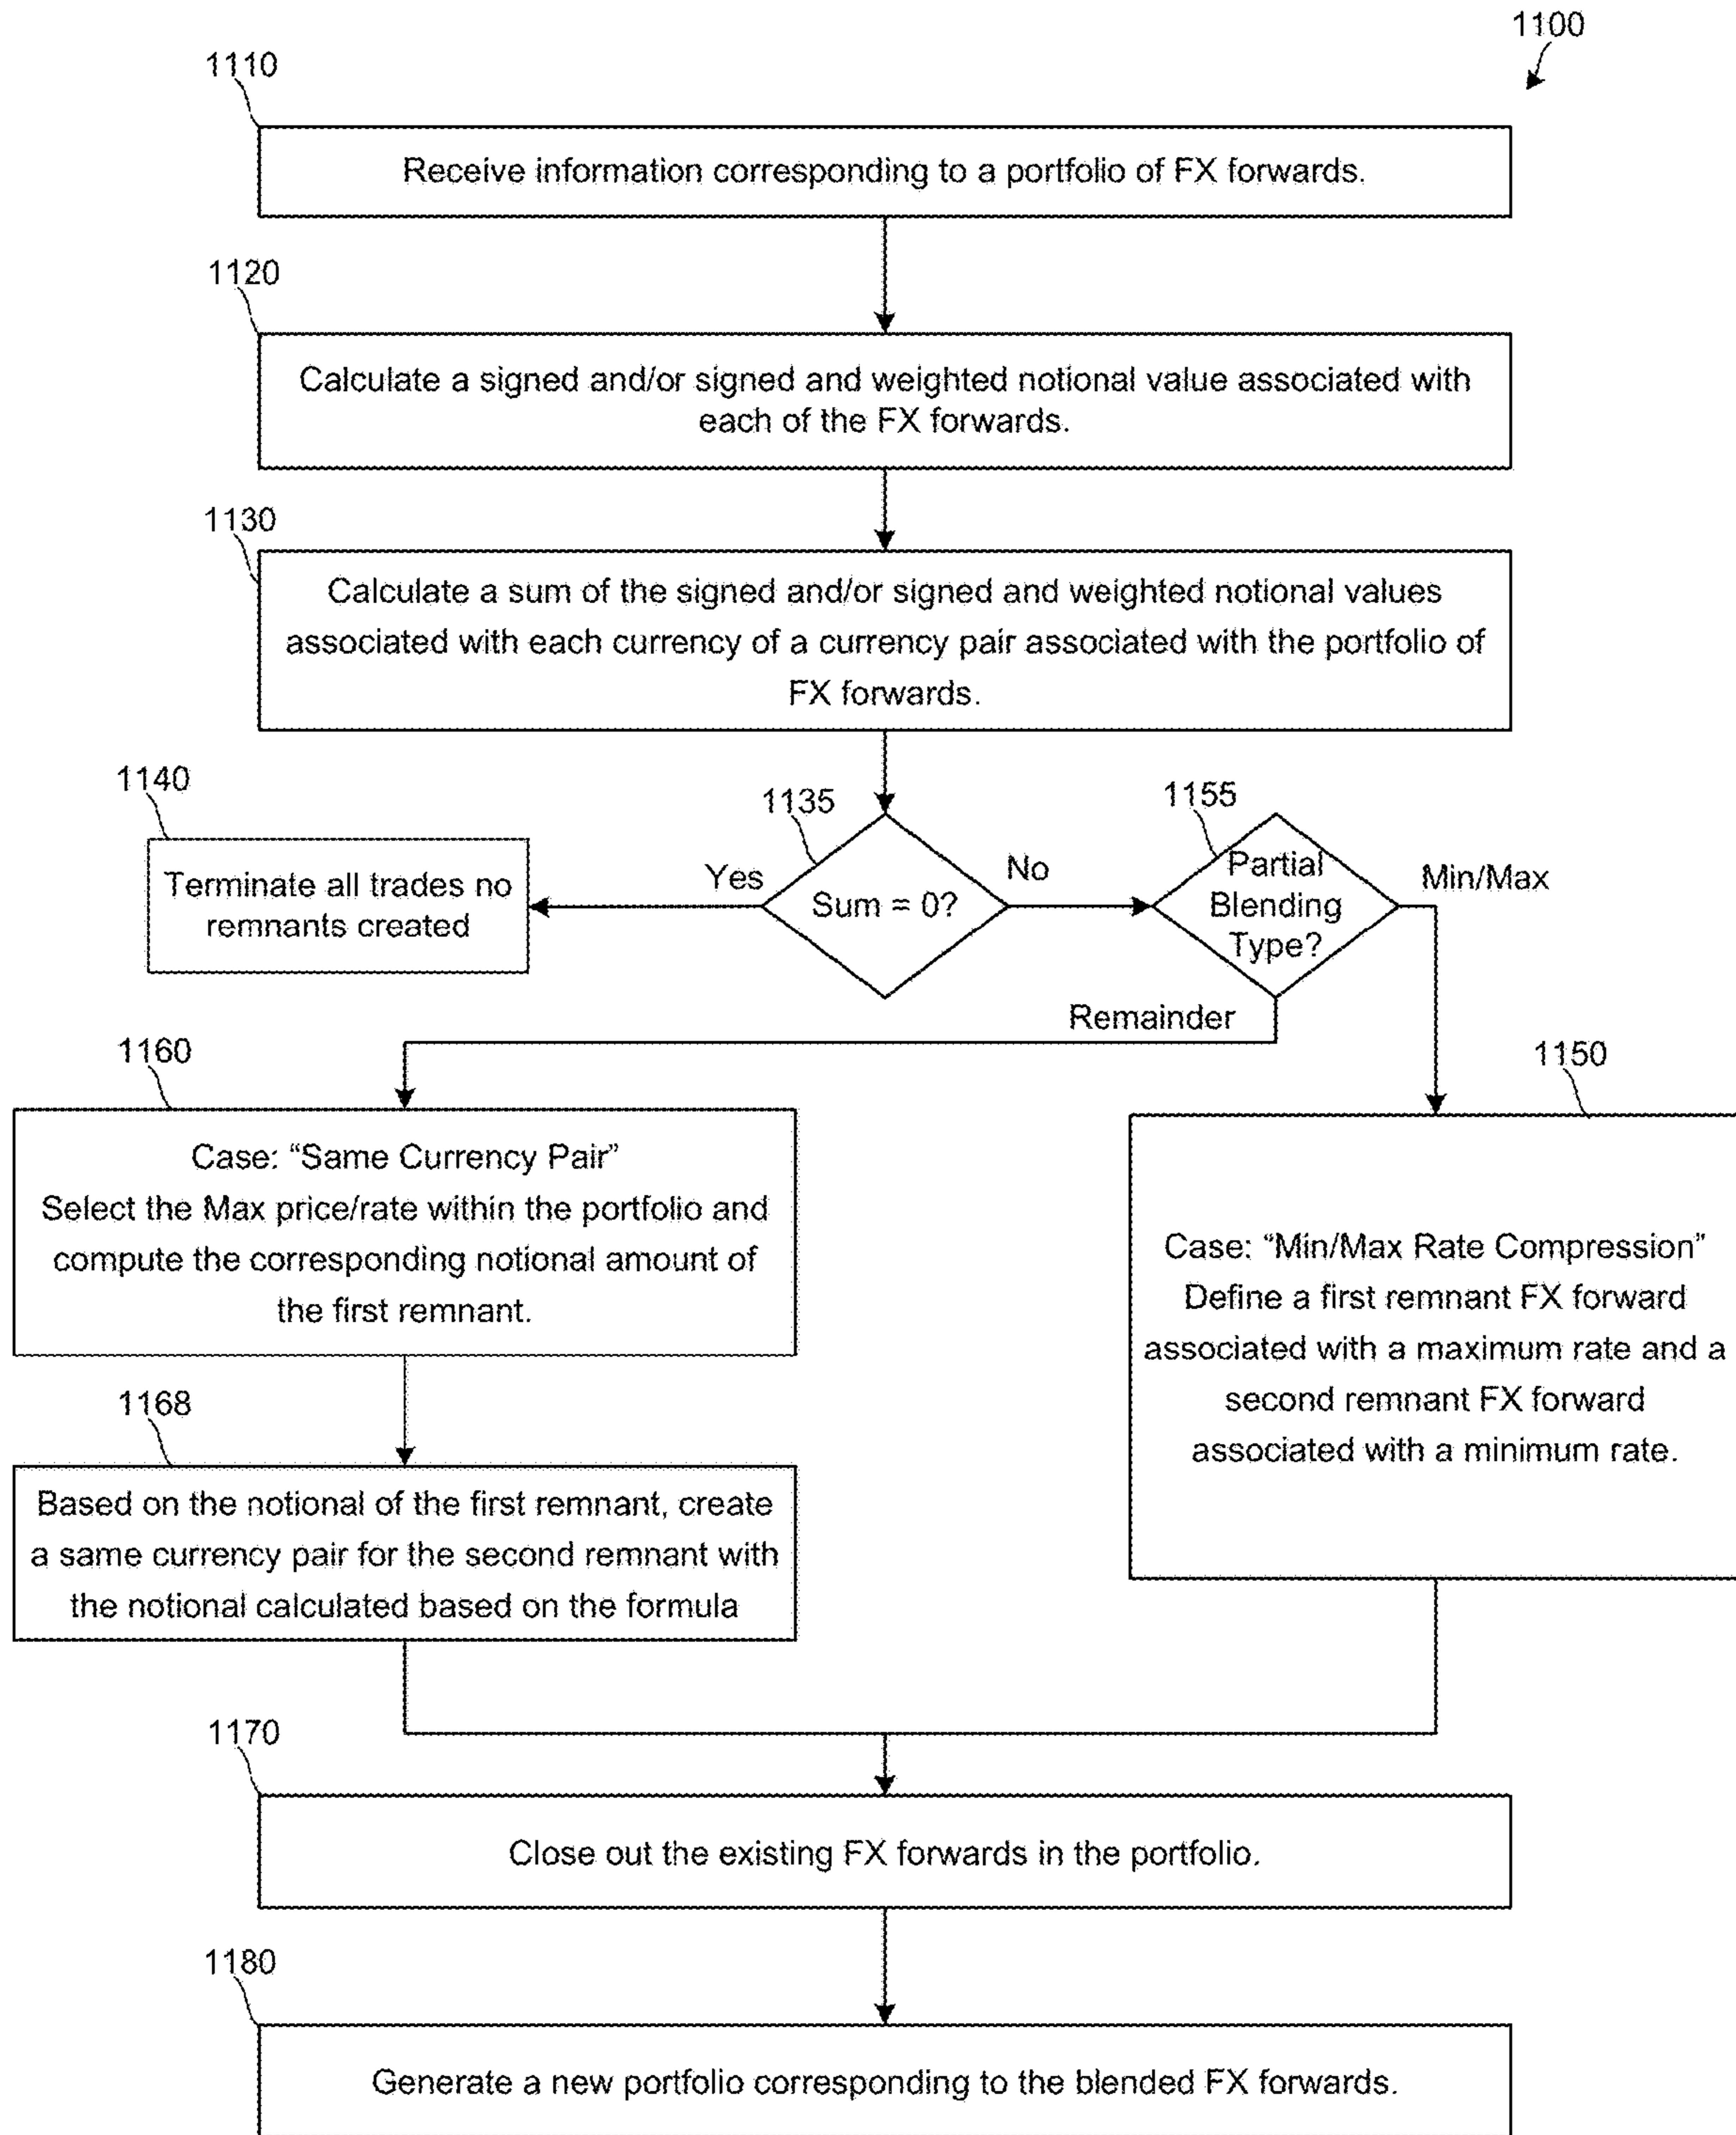 1100
1110
Receive information corresponding to a portfolio of FX forwards.
1120
Calculate a signed and/or signed and weighted notional value associated with
each of the FX forwards.
1130
Calculate a sum of the signed and/or signed and weighted notional values
associated with each currency of a currency pair associated with the portfolio of
FX forwards.
1140
Terminate all trades no
remnants created
Yes
1135
Sum = 0?
No
1155
Partial
Blending
Type?
Min/Max
Remainder
1160
Case: “Same Currency Pair”
Select the Max price/rate within the portfolio and
compute the corresponding notional amount of
the first remnant.
1150
Case: “Min/Max Rate Compression”
Define a first remnant FX forward
associated with a maximum rate and a
second remnant FX forward
associated with a minimum rate.
1168
Based on the notional of the first remnant, create
a same currency pair for the second remnant with
the notional calculated based on the formula
1170
Close out the existing FX forwards in the portfolio.
1180
Generate a new portfolio corresponding to the blended FX forwards.